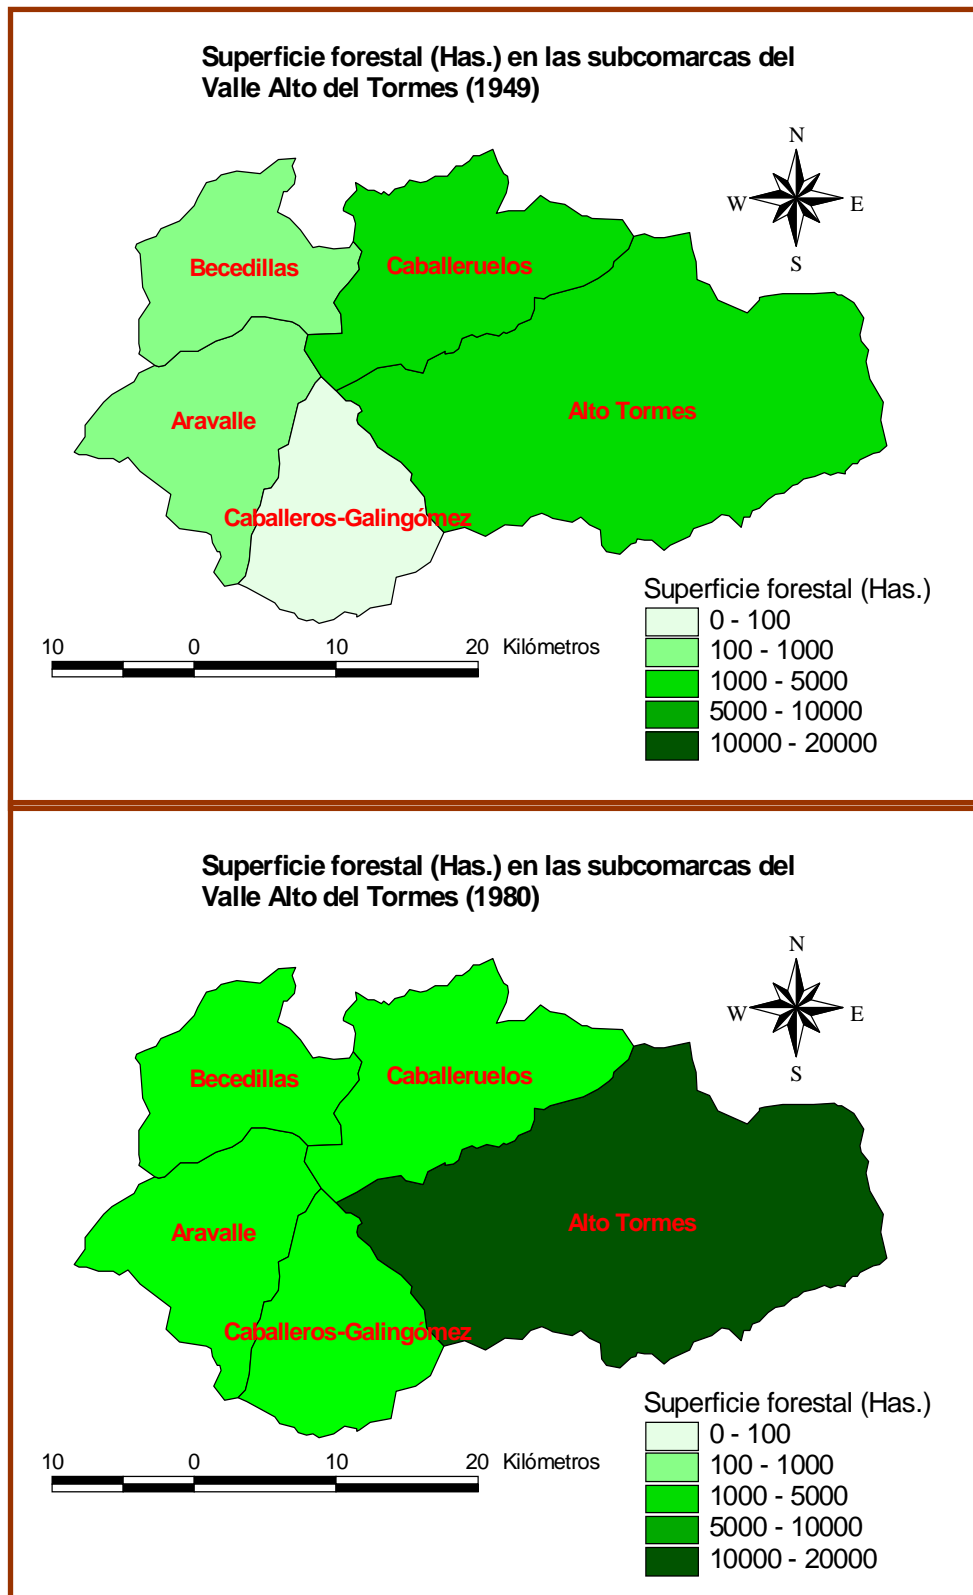 Superficie forestal (Has.) en las subcomarcas del
Valle Alto del Tormes (1949)
N
W E
S
Becedillas
Caballeruelos
Aravalle
Alto Tormes
Caballeros-Galingómez
Superficie forestal (Has.)
0 - 100
100 - 1000
1000 - 5000
5000 - 10000
10000 - 20000
10 0 10 20 Kilómetros
Superficie forestal (Has.) en las subcomarcas del
Valle Alto del Tormes (1980)
N
W E
S
Becedillas
Caballeruelos
Aravalle
Alto Tormes
Caballeros-Galingómez
Superficie forestal (Has.)
0 - 100
100 - 1000
1000 - 5000
5000 - 10000
10000 - 20000
10 0 10 20 Kilómetros